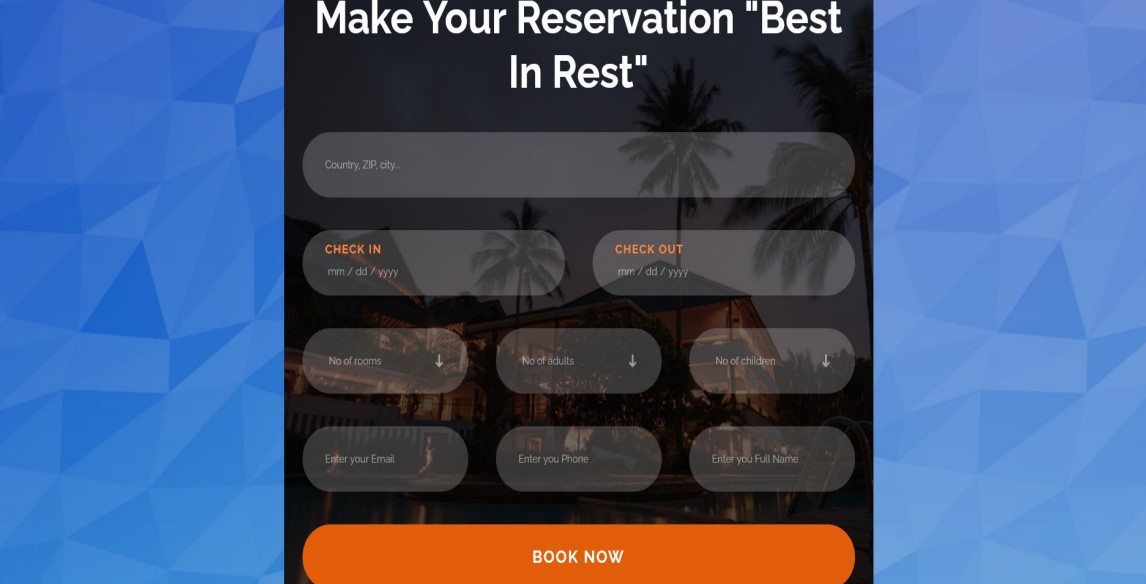 Make Your Reservation "Best
In Rest"
Country, ZIP, city...
CHECK IN
CHECK OUT
mm / dd / yyyy
mm / dd / yyyy
No of rooms
No of adults
No of children
Enter your Email
Enter you Phone
Enter you Full Name
BOOK NOW